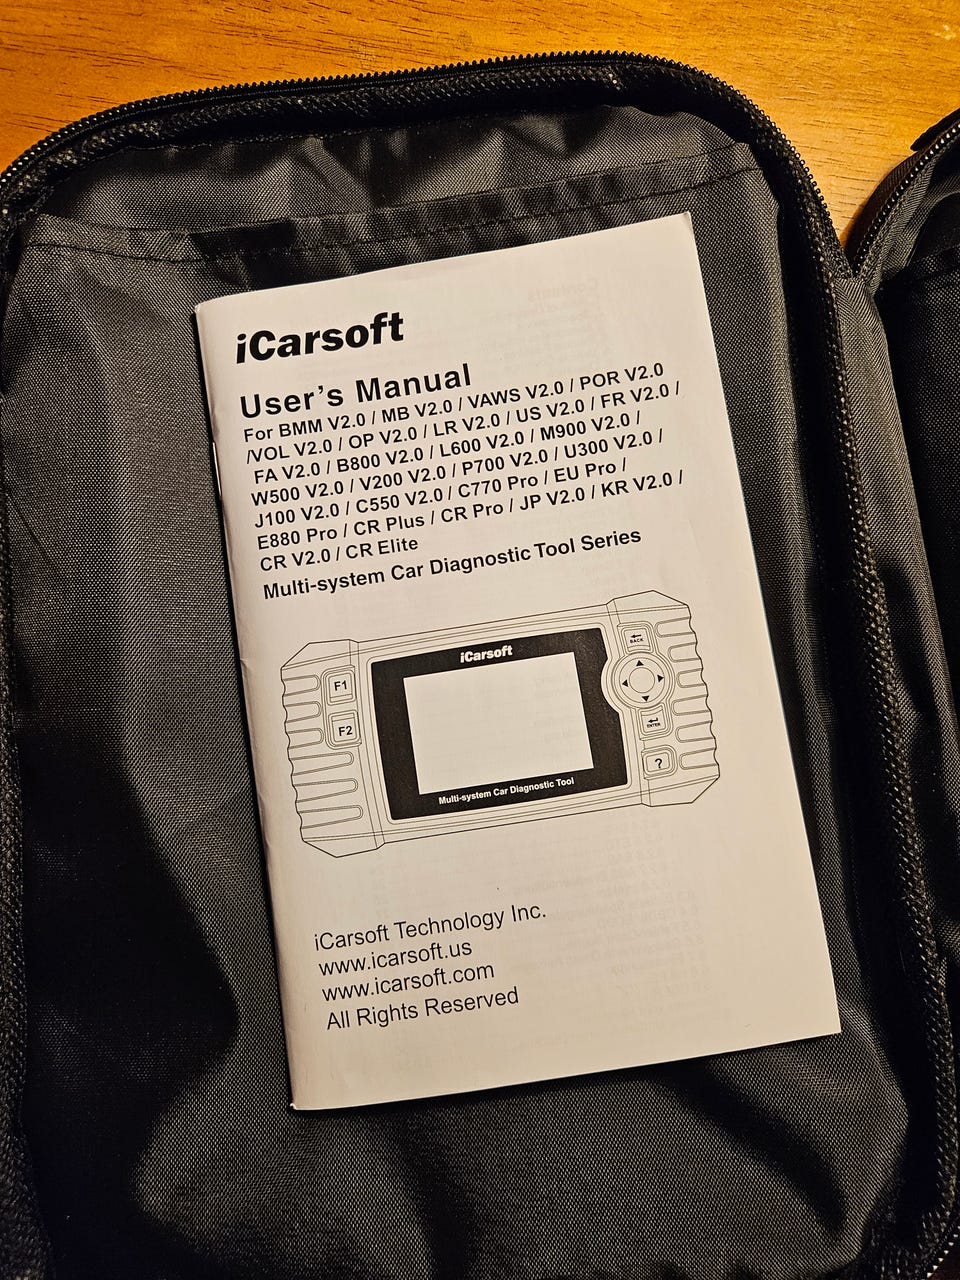 iCarsoft
User's Manual
For BMM V2.0 / MB V2.0 / VAWS V2.0 / POR V2.0
/VOL V2.0 / OP V2.0 / LR V2.0 / US V2.0 / FR V2.0 /
FA V2.0 / B800 V2.0 / L600 V2.0 / M900 V2.0 /
W500 V2.0 / V200 V2.0 / P700 V2.0 / U300 V2.0 /
J100 V2.0 / C550 V2.0 / C770 Pro / EU Pro /
E880 Pro / CR Plus / CR Pro / JP V2.0 / KR V2.0 /
CR V2.0 / CR Elite
Multi-system Car Diagnostic Tool Series
iCarsoft
BACK
F1
F2
ENTER
?
Multi-system Car Diagnostic Tool
iCarsoft Technology Inc.
www.icarsoft.us
www.icarsoft.com
All Rights Reserved